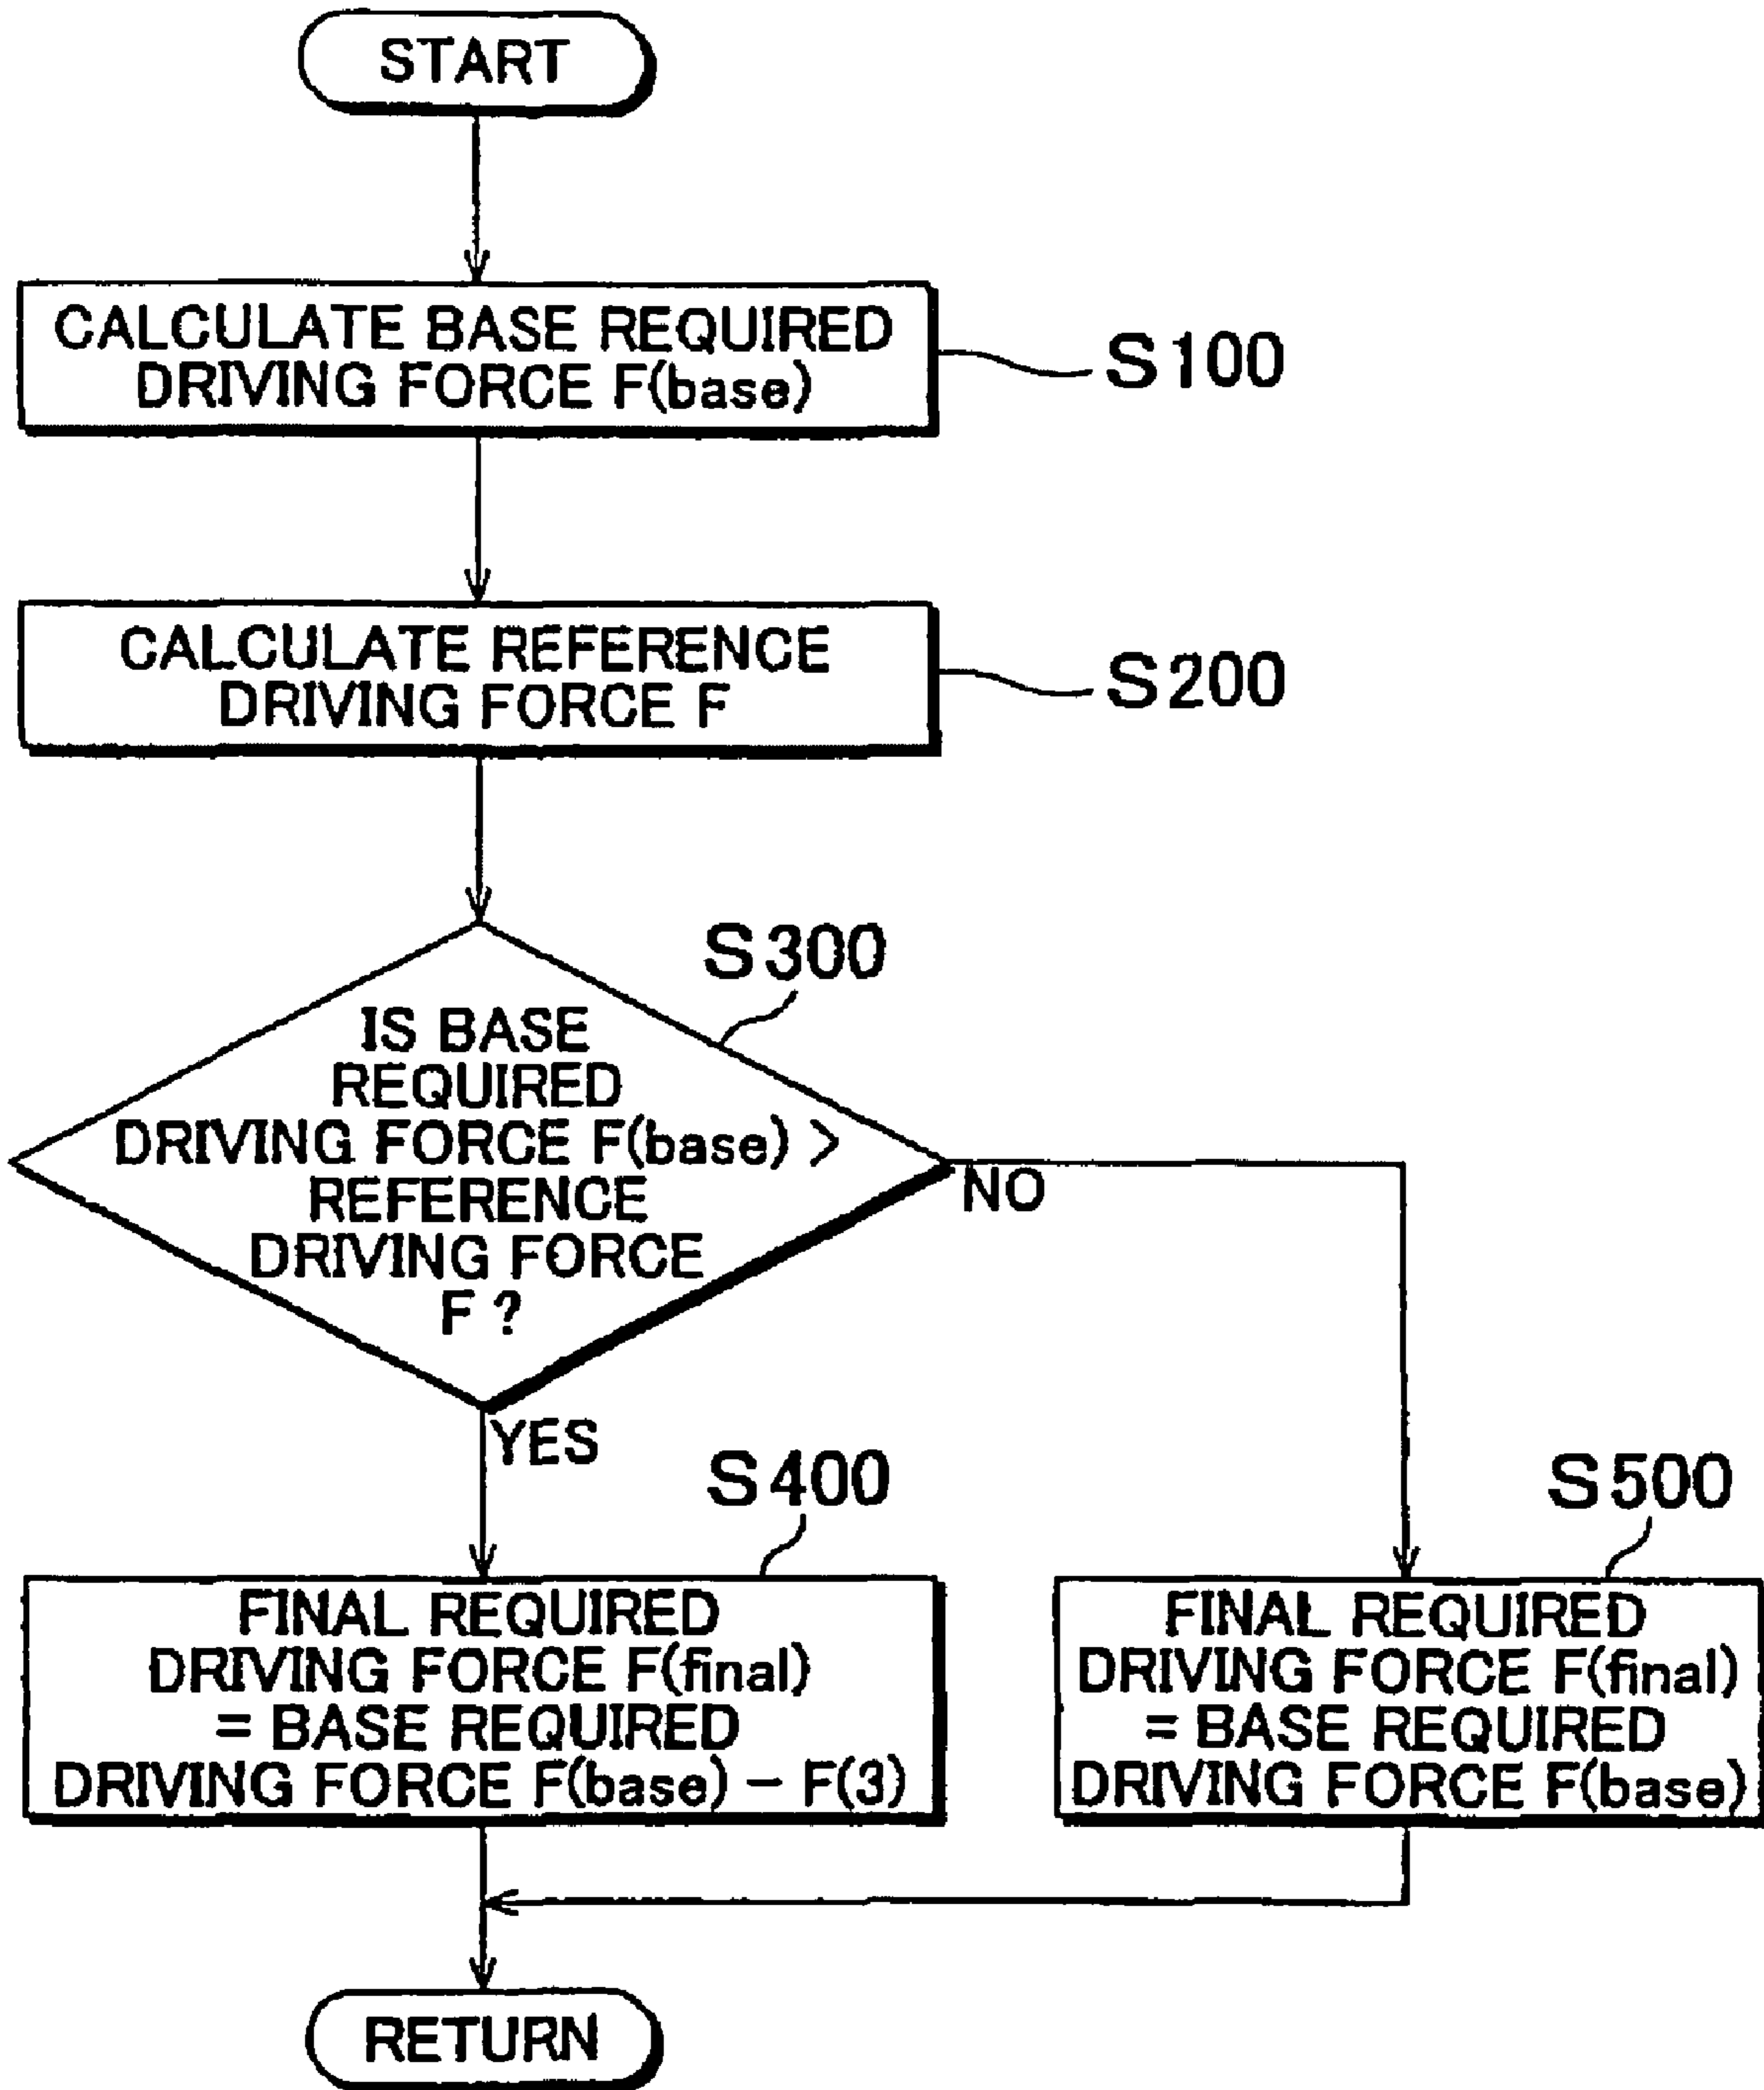 START
CALCULATE BASE REQUIRED
DRIVING FORCE F(base)
S100
CALCULATE REFERENCE
DRIVING FORCE F
S200
S300
IS BASE
REQUIRED
DRIVING FORCE F(base) >
REFERENCE
DRIVING FORCE
F ?
NO
YES
S400
FINAL REQUIRED
DRIVING FORCE F(final)
= BASE REQUIRED
DRIVING FORCE F(base) − F(3)
S500
FINAL REQUIRED
DRIVING FORCE F(final)
= BASE REQUIRED
DRIVING FORCE F(base)
RETURN